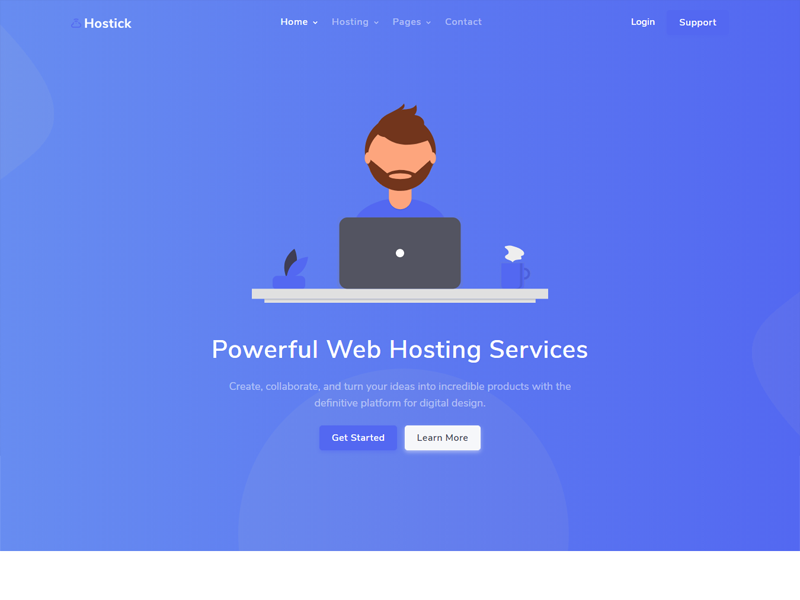 Hostick
Home Hosting Pages Contact
Login Support
Powerful Web Hosting Services
Create, collaborate, and turn your ideas into incredible products with the
definitive platform for digital design.
Get Started Learn More